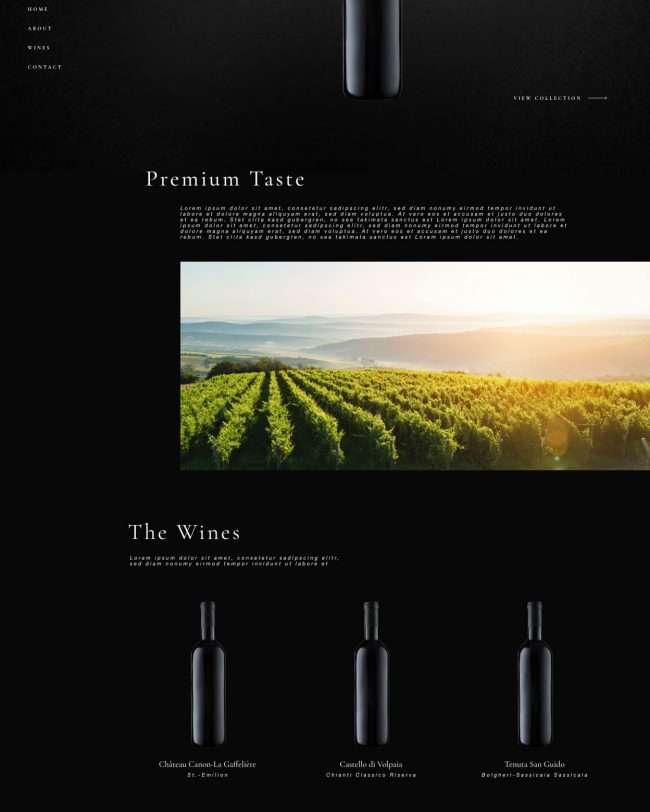 HOME
ABOUT
WINES
CONTACT
VIEW COLLECTION
Premium Taste
Lorem ipsum dolor sit amet, consetetur sadipscing elitr, sed diam nonumy eirmod tempor invidunt ut
labore et dolore magna aliquyam erat, sed diam voluptua. At vero eos et accusam et justo duo dolores
et ea rebum. Stet clita kasd gubergren, no sea takimata sanctus est Lorem ipsum dolor sit amet. Lorem
ipsum dolor sit amet, consetetur sadipscing elitr, sed diam nonumy eirmod tempor invidunt ut labore et
dolore magna aliquyam erat, sed diam voluptua. At vero eos et accusam et justo duo dolores et ea
rebum. Stet clita kasd gubergren, no sea takimata sanctus est Lorem ipsum dolor sit amet.
The Wines
Lorem ipsum dolor sit amet, consetetur sadipscing elitr,
sed diam nonumy eirmod tempor invidunt ut labore et
Château Canon-La Gaffelière
St.-Emilion
Castello di Volpaia
Chianti Classico Riserva
Tenuta San Guido
Bolgheri-Sassicaia Sassicaia